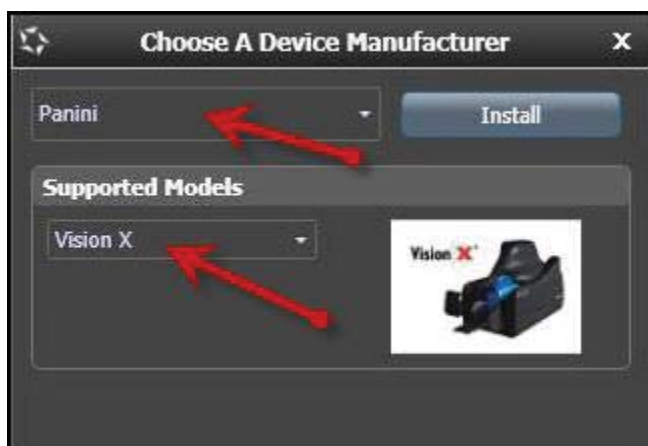 Choose A Device Manufacturer X
Panini Install
Supported Models
Vision X
Vision X